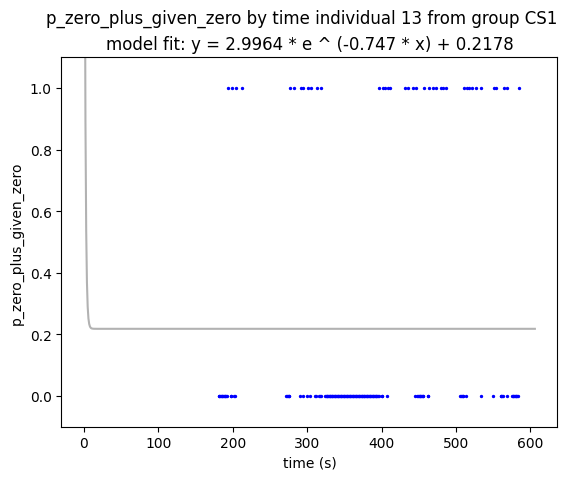 p_zero_plus_given_zero by time individual 13 from group CS1
model fit: y = 2.9964 * e ^ (-0.747 * x) + 0.2178
1.0
0.8
0.6
0.4
0.2
0.0
p_zero_plus_given_zero
0 100 200 300 400 500 600
time (s)